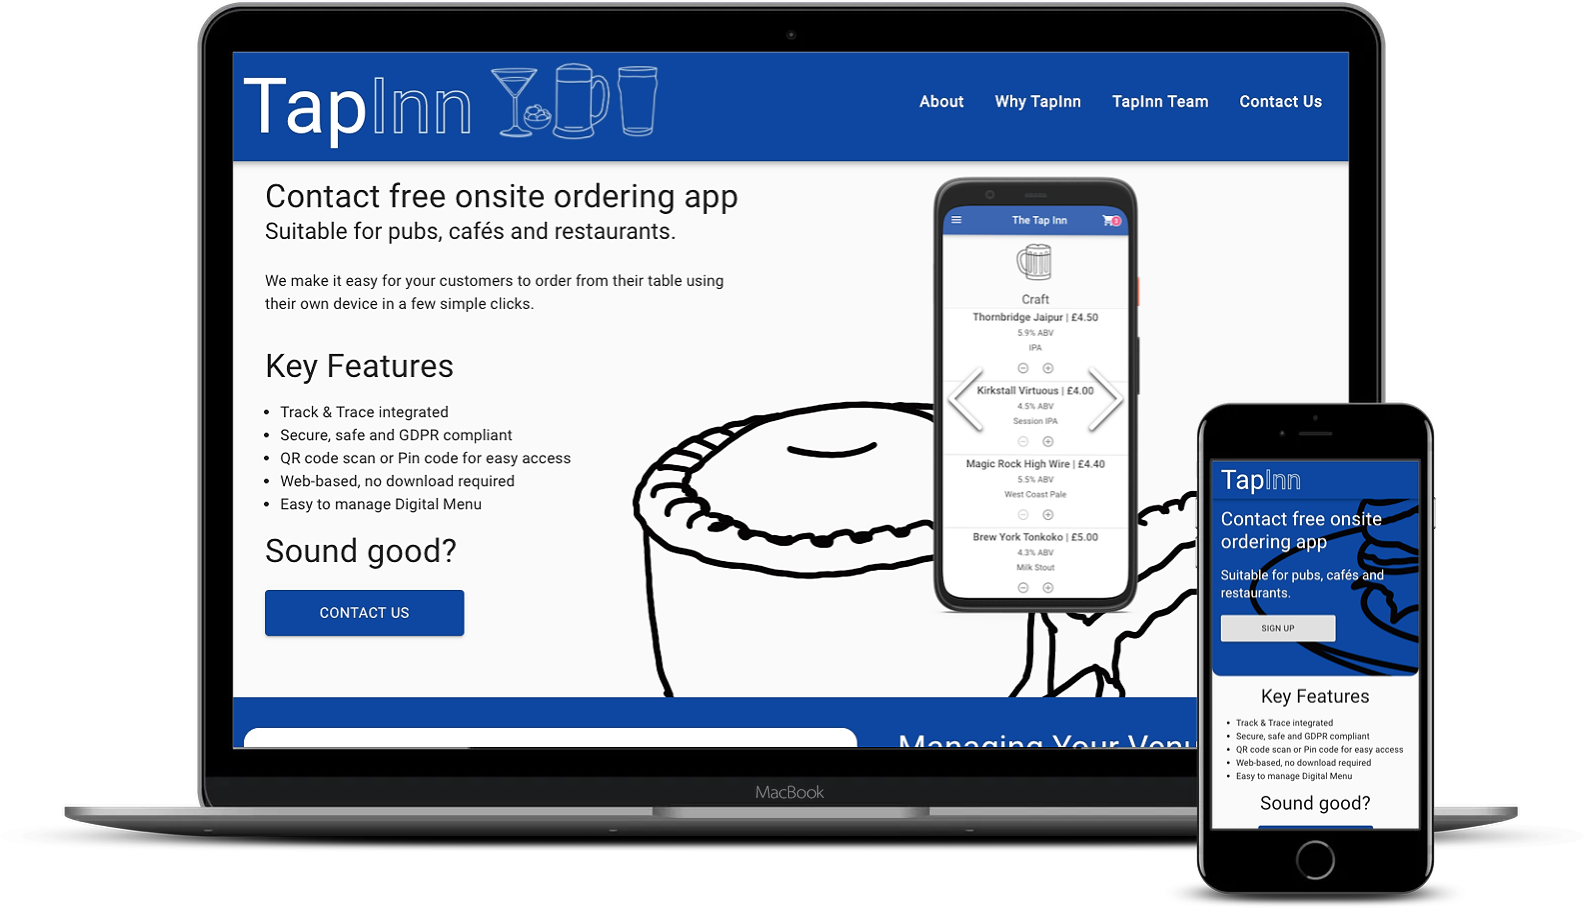 TapInn
About Why TapInn TapInn Team Contact Us
Contact free onsite ordering app
Suitable for pubs, cafés and restaurants.
We make it easy for your customers to order from their table using
their own device in a few simple clicks.
Key Features
• Track & Trace integrated
• Secure, safe and GDPR compliant
• QR code scan or Pin code for easy access
• Web-based, no download required
• Easy to manage Digital Menu
Sound good?
CONTACT US
The Tap Inn
Craft
Thornbridge Jaipur | £4.50
5.9% ABV
IPA
Kirkstall Virtuous | £4.00
4.5% ABV
Session IPA
Magic Rock High Wire | £4.40
5.5% ABV
West Coast Pale
Brew York Tonkoko | £5.00
4.3% ABV
Milk Stout
Managing Your Venu
MacBook
TapInn
Contact free onsite
ordering app
Suitable for pubs, cafés and
restaurants.
SIGN UP
Key Features
• Track & Trace integrated
• Secure, safe and GDPR compliant
• QR code scan or Pin code for easy access
• Web-based, no download required
• Easy to manage Digital Menu
Sound good?